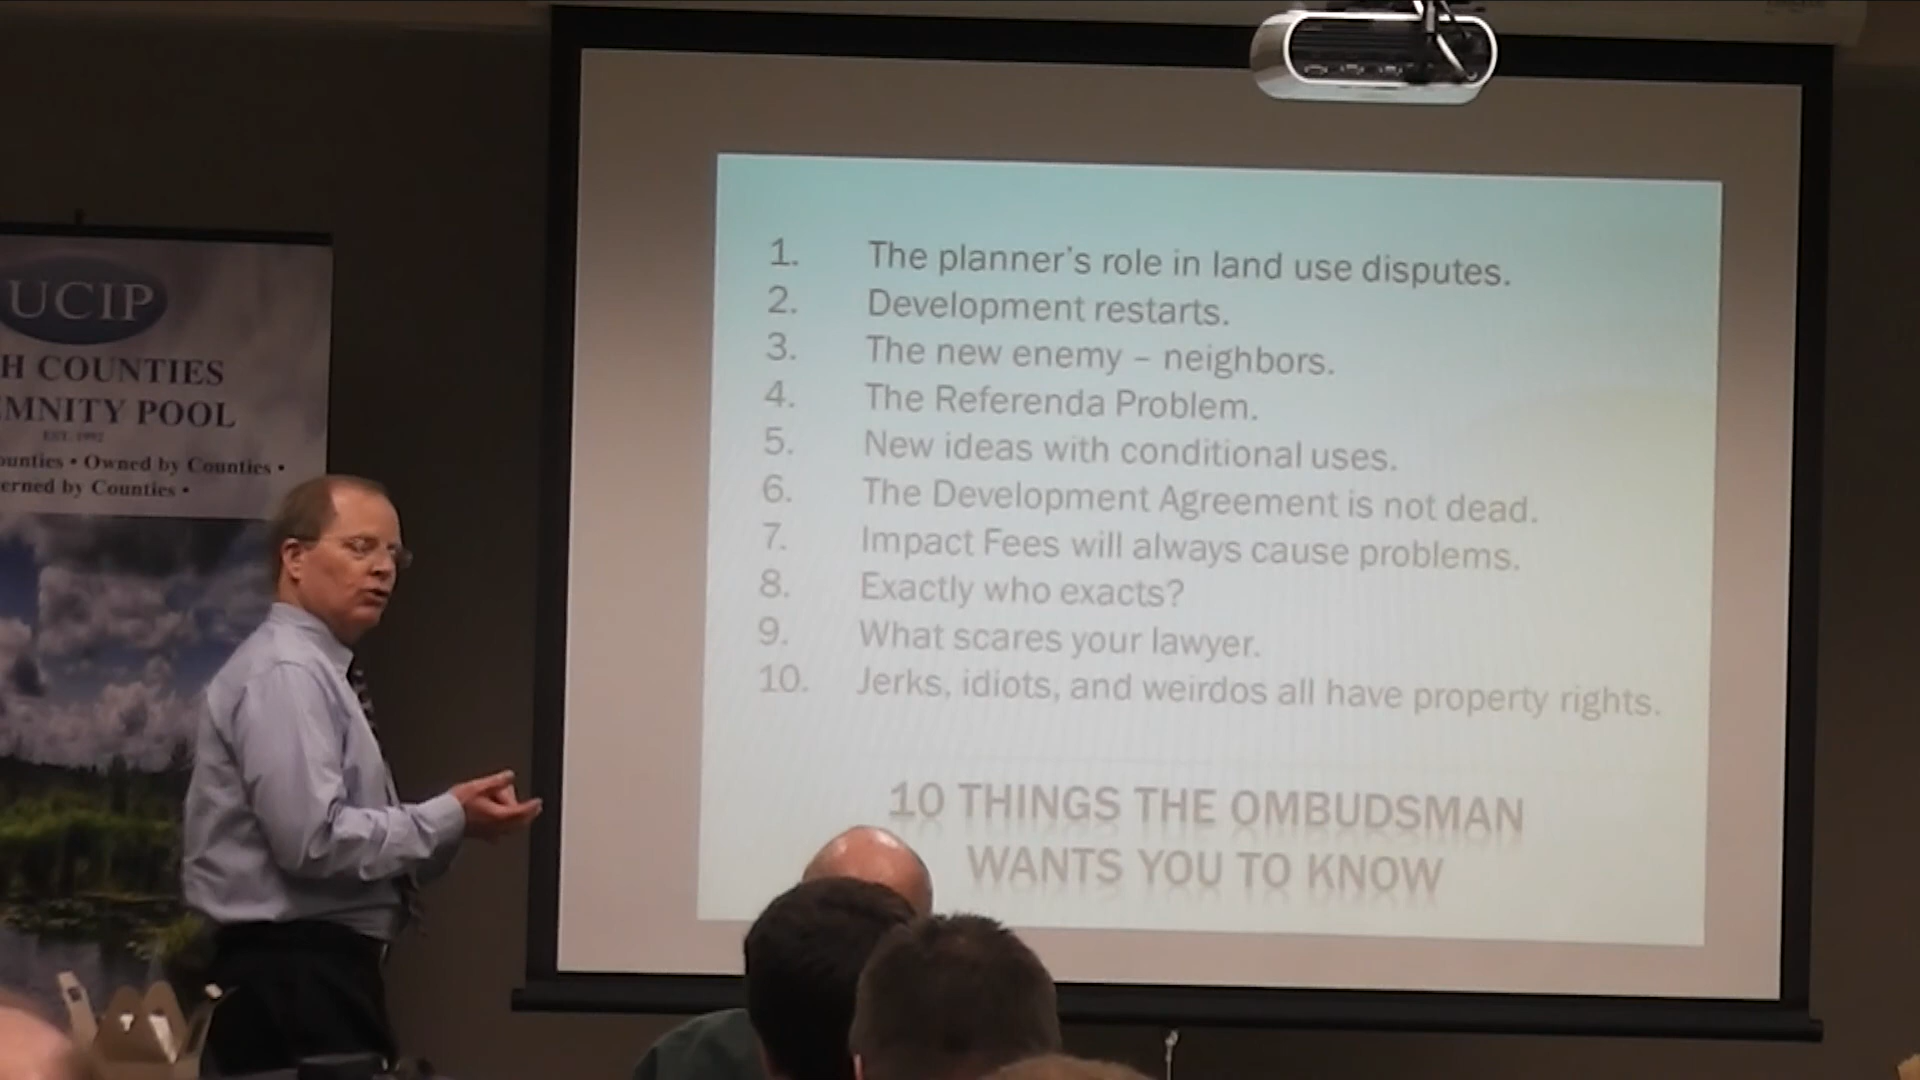 UCIP
H COUNTIES
MNITY POOL
EST. 1992
ounties • Owned by Counties •
erned by Counties •
1. The planner's role in land use disputes.
2. Development restarts.
3. The new enemy – neighbors.
4. The Referenda Problem.
5. New ideas with conditional uses.
6. The Development Agreement is not dead.
7. Impact Fees will always cause problems.
8. Exactly who exacts?
9. What scares your lawyer.
10. Jerks, idiots, and weirdos all have property rights.
10 THINGS THE OMBUDSMAN
WANTS YOU TO KNOW